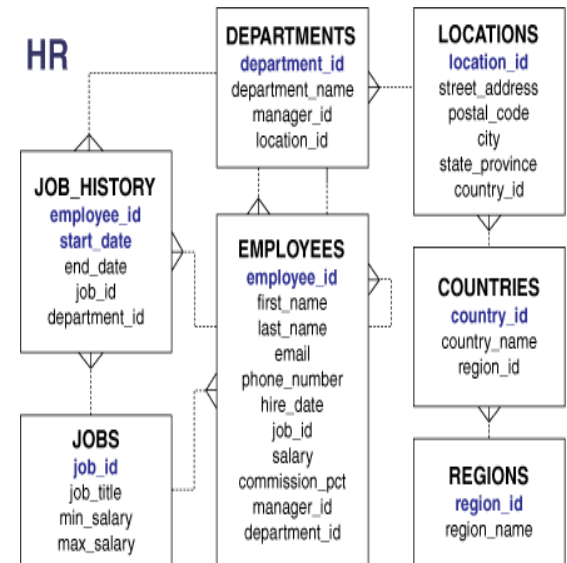 HR
DEPARTMENTS
department_id
department_name
manager_id
location_id
LOCATIONS
location_id
street_address
postal_code
city
state_province
country_id
JOB_HISTORY
employee_id
start_date
end_date
job_id
department_id
EMPLOYEES
employee_id
first_name
last_name
email
phone_number
hire_date
job_id
salary
commission_pct
manager_id
department_id
COUNTRIES
country_id
country_name
region_id
JOBS
job_id
job_title
min_salary
max_salary
REGIONS
region_id
region_name